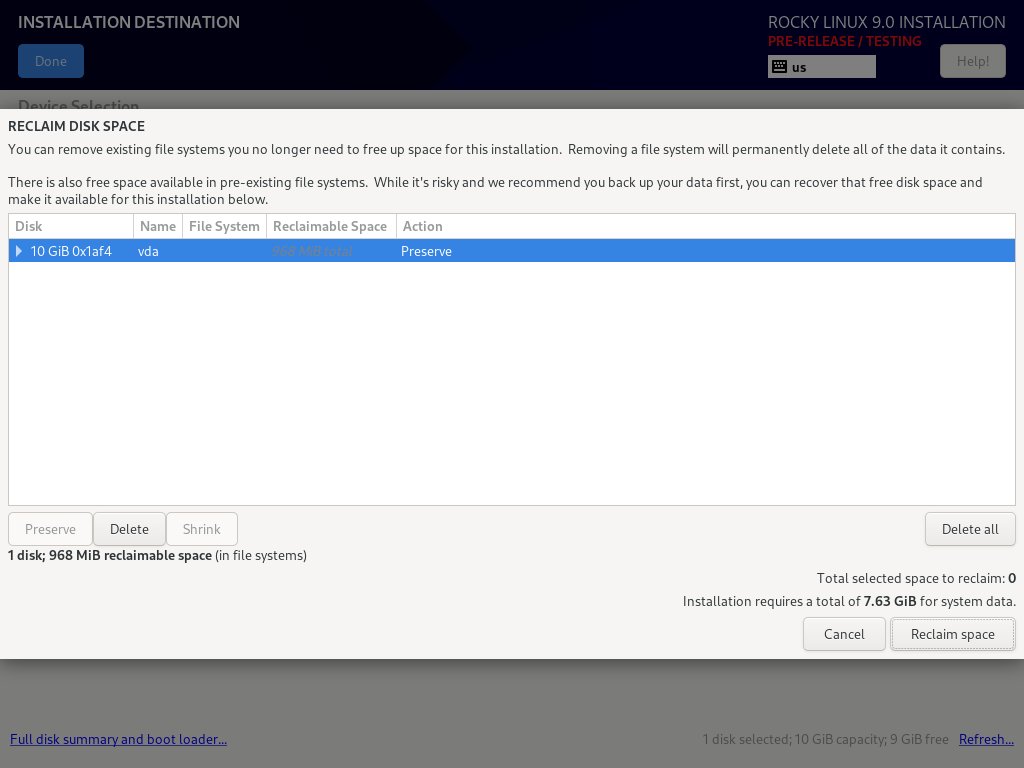 INSTALLATION DESTINATION
ROCKY LINUX 9.0 INSTALLATION
PRE-RELEASE / TESTING
Done
us
Help!
Device Selection
RECLAIM DISK SPACE
You can remove existing file systems you no longer need to free up space for this installation.  Removing a file system will permanently delete all of the data it contains.
There is also free space available in pre-existing file systems.  While it's risky and we recommend you back up your data first, you can recover that free disk space and
make it available for this installation below.
Disk Name File System Reclaimable Space Action
10 GiB 0x1af4 vda 968 MiB total Preserve
Preserve Delete Shrink Delete all
1 disk; 968 MiB reclaimable space (in file systems)
Total selected space to reclaim: 0
Installation requires a total of 7.63 GiB for system data.
Cancel Reclaim space
Full disk summary and boot loader... 1 disk selected; 10 GiB capacity; 9 GiB free Refresh...